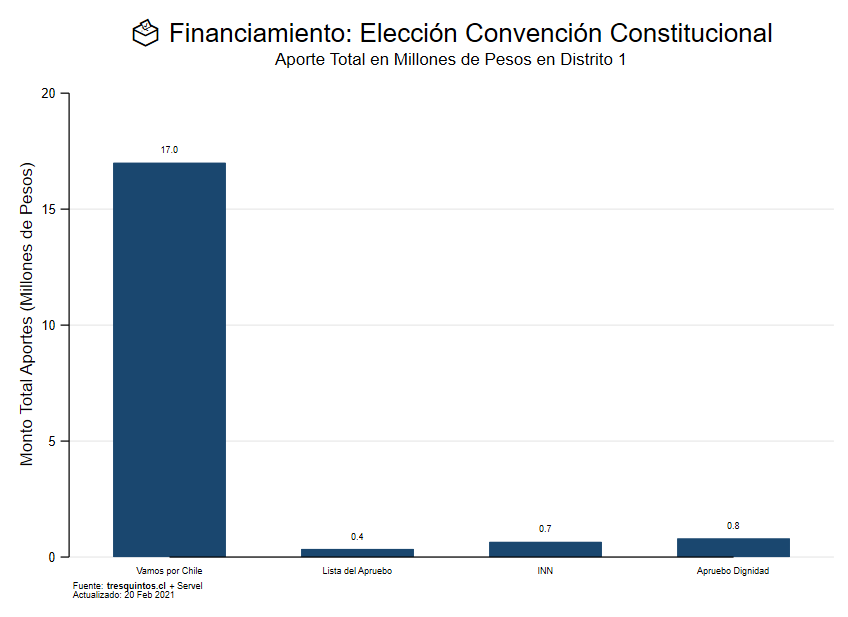 Financiamiento: Elección Convención Constitucional
Aporte Total en Millones de Pesos en Distrito 1
Monto Total Aportes (Millones de Pesos)
20
15
10
5
0
17.0
0.4
0.7
0.8
Vamos por Chile
Lista del Apruebo
INN
Apruebo Dignidad
Fuente: tresquintos.cl + Servel
Actualizado: 20 Feb 2021